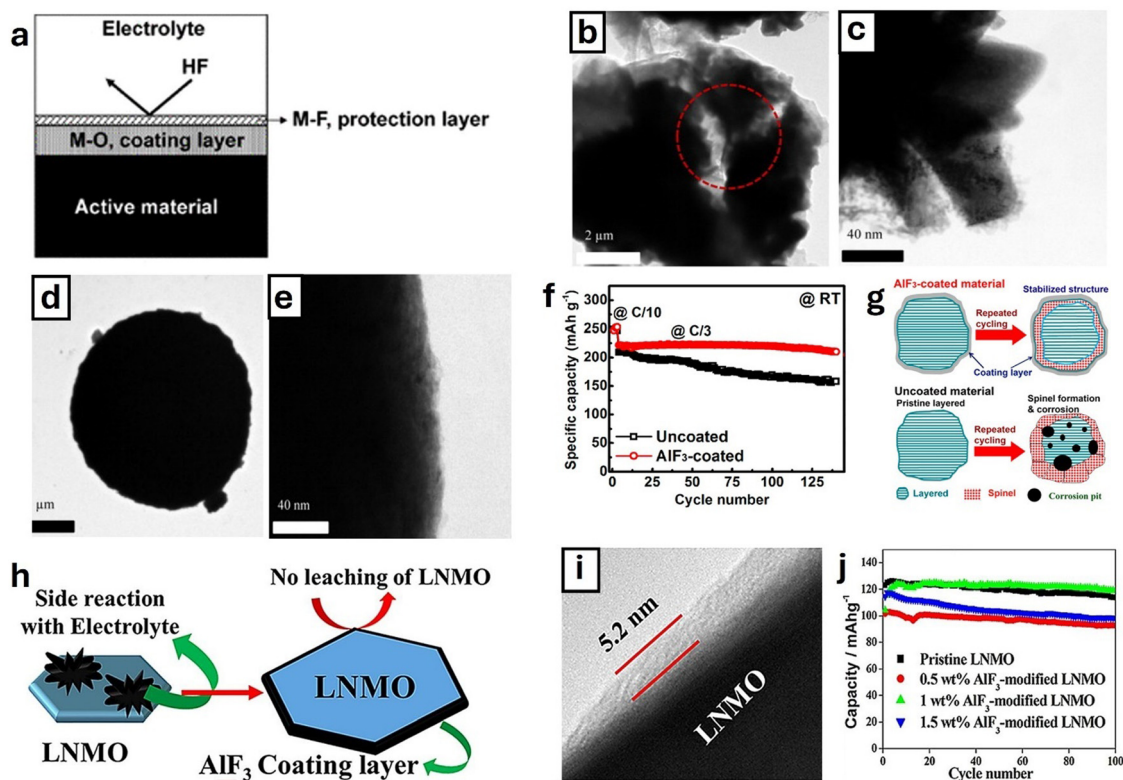 a
Electrolyte
HF
M-F, protection layer
M-O, coating layer
Active material
b
2 µm
c
40 nm
d
µm
e
40 nm
f
@ RT
@ C/10
@ C/3
Specific capacity (mAh g⁻¹)
300
250
200
150
100
50
0
Uncoated
AlF₃-coated
0 25 50 75 100 125
Cycle number
g
AlF₃-coated material
Stabilized structure
Repeated
cycling
Coating layer
Uncoated material
Pristine layered
Spinel formation
& corrosion
Repeated
cycling
Layered
Spinel
Corrosion pit
h
No leaching of LNMO
Side reaction
with Electrolyte
LNMO
LNMO
AlF₃ Coating layer
i
5.2 nm
LNMO
j
Capacity / mAhg⁻¹
120
100
80
60
40
20
0
Pristine LNMO
0.5 wt% AlF₃-modified LNMO
1 wt% AlF₃-modified LNMO
1.5 wt% AlF₃-modified LNMO
0 20 40 60 80 100
Cycle number